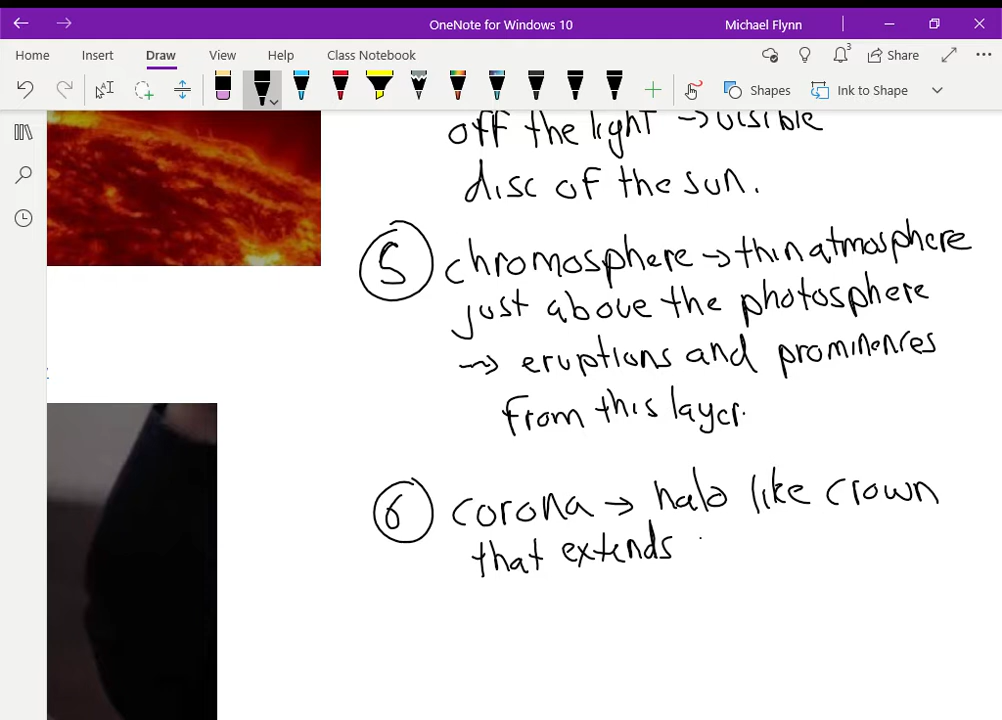 OneNote for Windows 10
Michael Flynn
Home Insert Draw View Help Class Notebook
3
Share
Shapes
Ink to Shape
off the light → visible
disc of the sun.
5 chromosphere → thin atmosphere
just above the photosphere
→ eruptions and prominences
from this layer.
6 corona → halo like crown
that extends